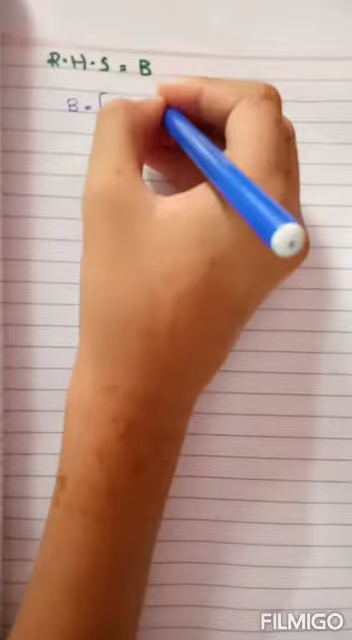 R.H.S = B
B = [
FILMIGO